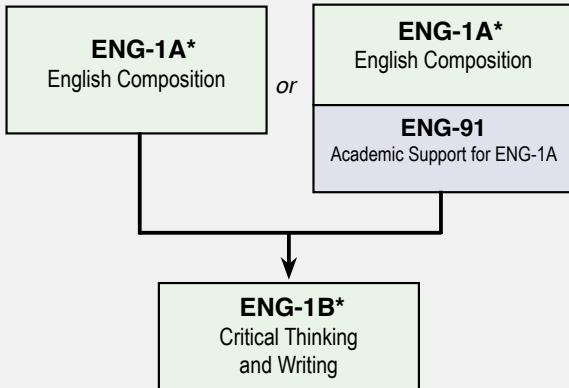 ENG-1A*
English Composition
or
ENG-1A*
English Composition
ENG-91
Academic Support for ENG-1A
ENG-1B*
Critical Thinking
and Writing